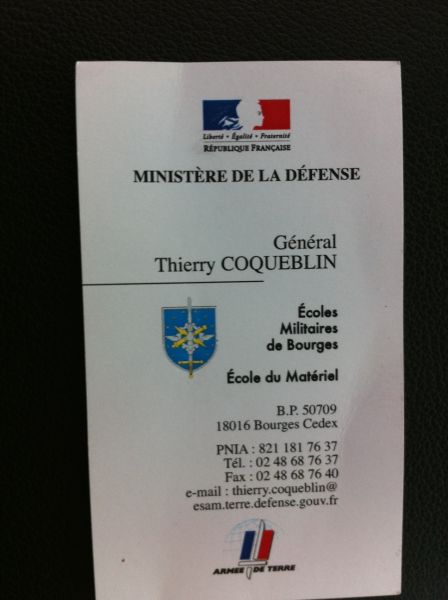 Liberté • Égalité • Fraternité
RÉPUBLIQUE FRANÇAISE
MINISTÈRE DE LA DÉFENSE
Général
Thierry COQUEBLIN
Écoles
Militaires
de Bourges
École du Matériel
B.P. 50709
18016 Bourges Cedex
PNIA : 821 181 76 37
Tél. : 02 48 68 76 37
Fax : 02 48 68 76 40
e-mail : thierry.coqueblin@
esam.terre.defense.gouv.fr
ARMEE DE TERRE